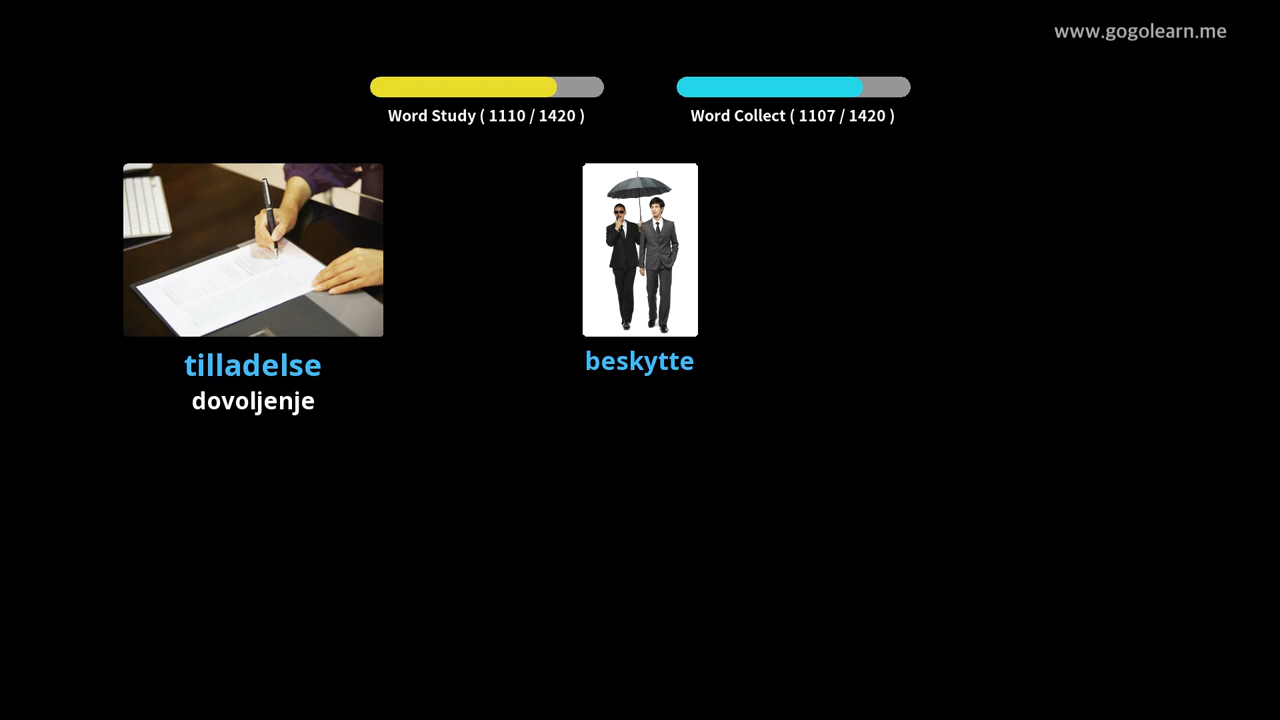 www.gogolearn.me
Word Study ( 1110 / 1420 )
Word Collect ( 1107 / 1420 )
tilladelse
dovoljenje
beskytte